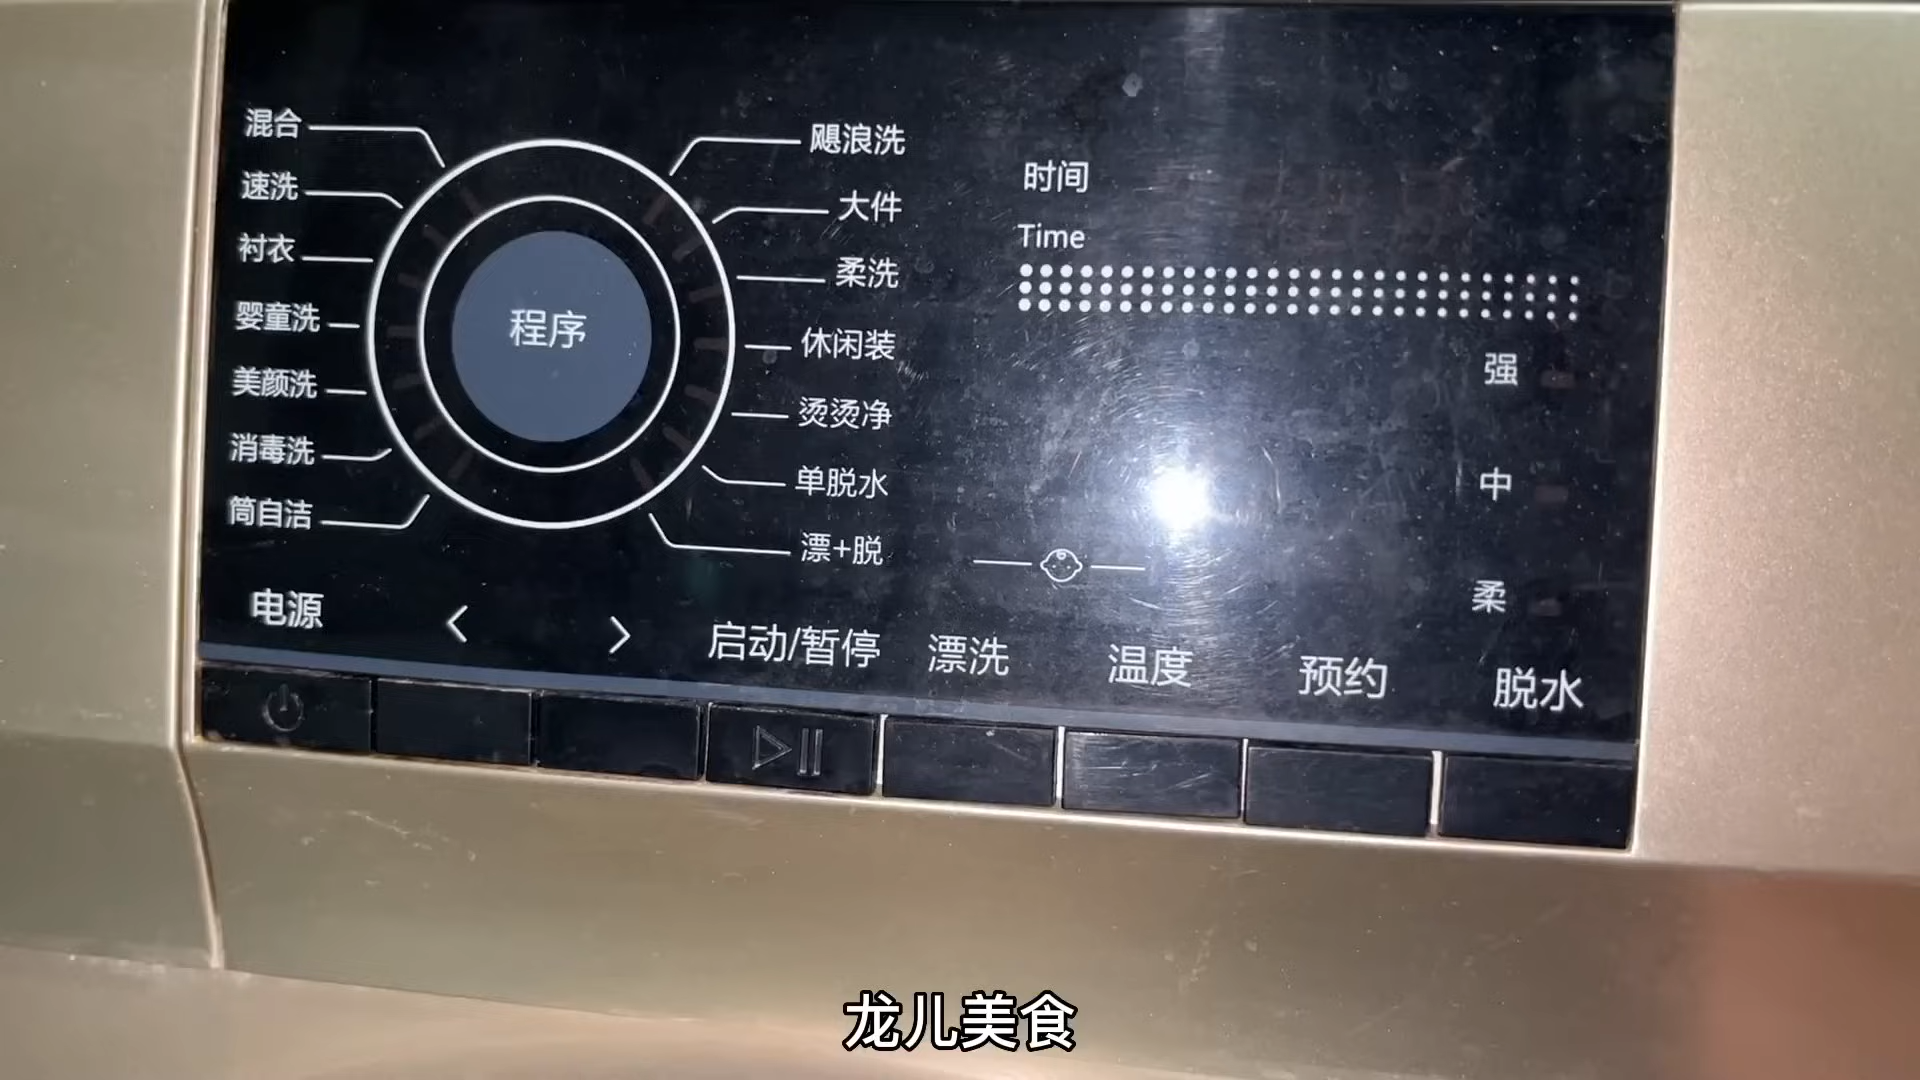 混合
速洗
衬衣
婴童洗
美颜洗
消毒洗
筒自洁
程序
飓浪洗
大件
柔洗
休闲装
烫烫净
单脱水
漂+脱
时间
Time
强
中
柔
电源
<
>
启动/暂停
漂洗
温度
预约
脱水
龙儿美食